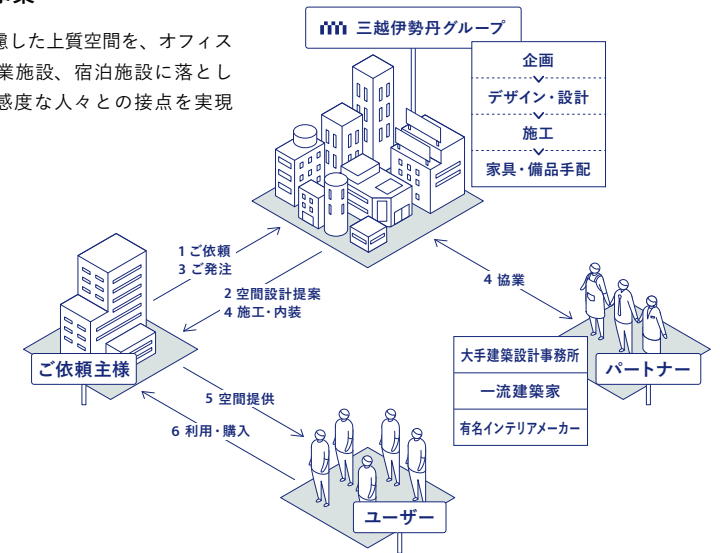 慮した上質空間を、オフィス
業施設、宿泊施設に落とし
感度な人々との接点を実現
三越伊勢丹グループ
企画
デザイン・設計
施工
家具・備品手配
1 ご依頼
3 ご発注
2 空間設計提案
4 施工・内装
4 協業
ご依頼主様
大手建築設計事務所
一流建築家
有名インテリアメーカー
パートナー
5 空間提供
6 利用・購入
ユーザー